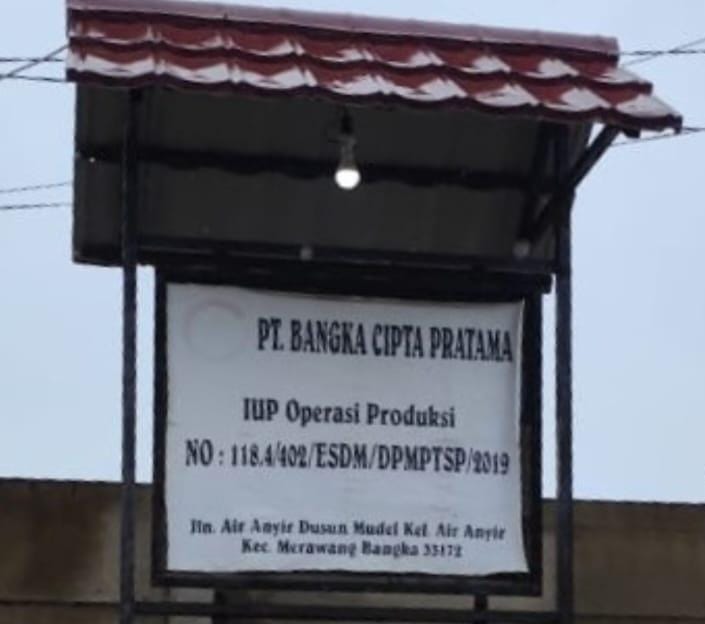 PT. BANGKA CIPTA PRATAMA
IUP Operasi Produksi
NO : 118.4/402/ESDM/DPMPTSP/2019
Jln. Air Anyir Dusun Mudel Kel. Air Anyir
Kec. Merawang Bangka 33172